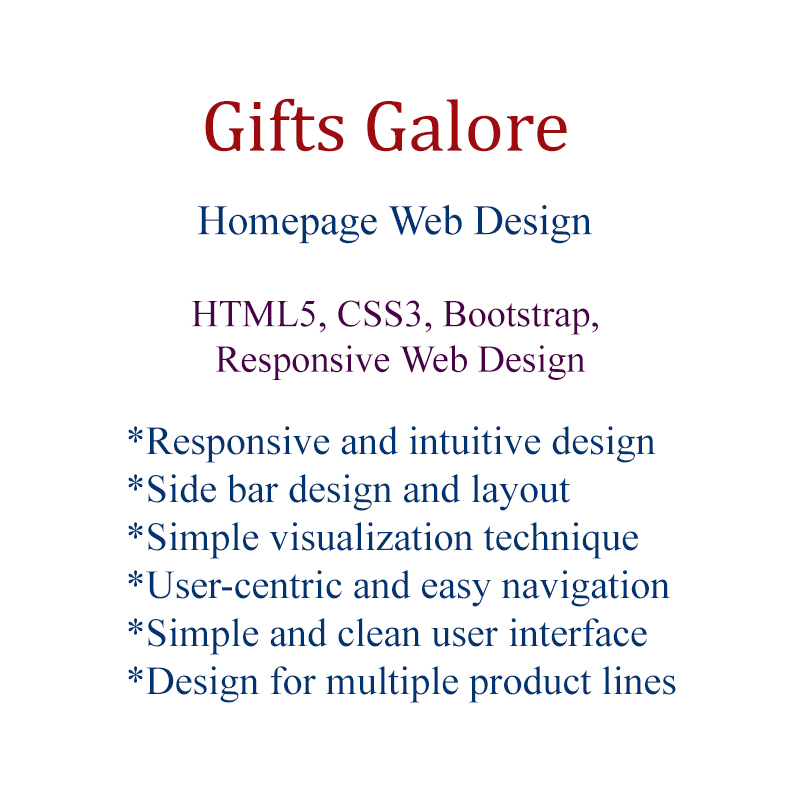 Gifts Galore
Homepage Web Design
HTML5, CSS3, Bootstrap,
Responsive Web Design
*Responsive and intuitive design
*Side bar design and layout
*Simple visualization technique
*User-centric and easy navigation
*Simple and clean user interface
*Design for multiple product lines